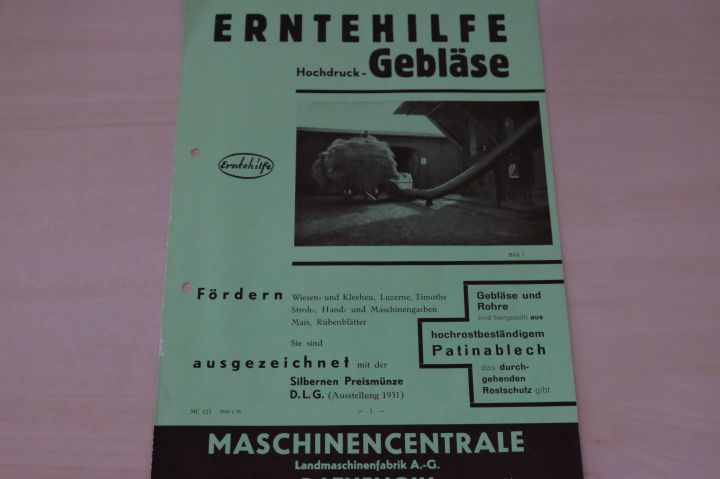 ERNTEHILFE
Hochdruck- Gebläse
Erntehilfe
Bild 1
Fördern Wiesen- und Kleeheu, Luzerne, Timothe
Stroh-, Hand- und Maschinengarben
Mais, Rübenblätter
Sie sind
ausgezeichnet mit der
Silbernen Preismünze
D.L.G. (Ausstellung 1931)
Gebläse und
Rohre
sind hergestellt aus
hochrostbeständigem
Patinablech
das durch-
gehenden
Rostschutz gibt
MC 123
— 1 —
MASCHINENCENTRALE
Landmaschinenfabrik A.-G.